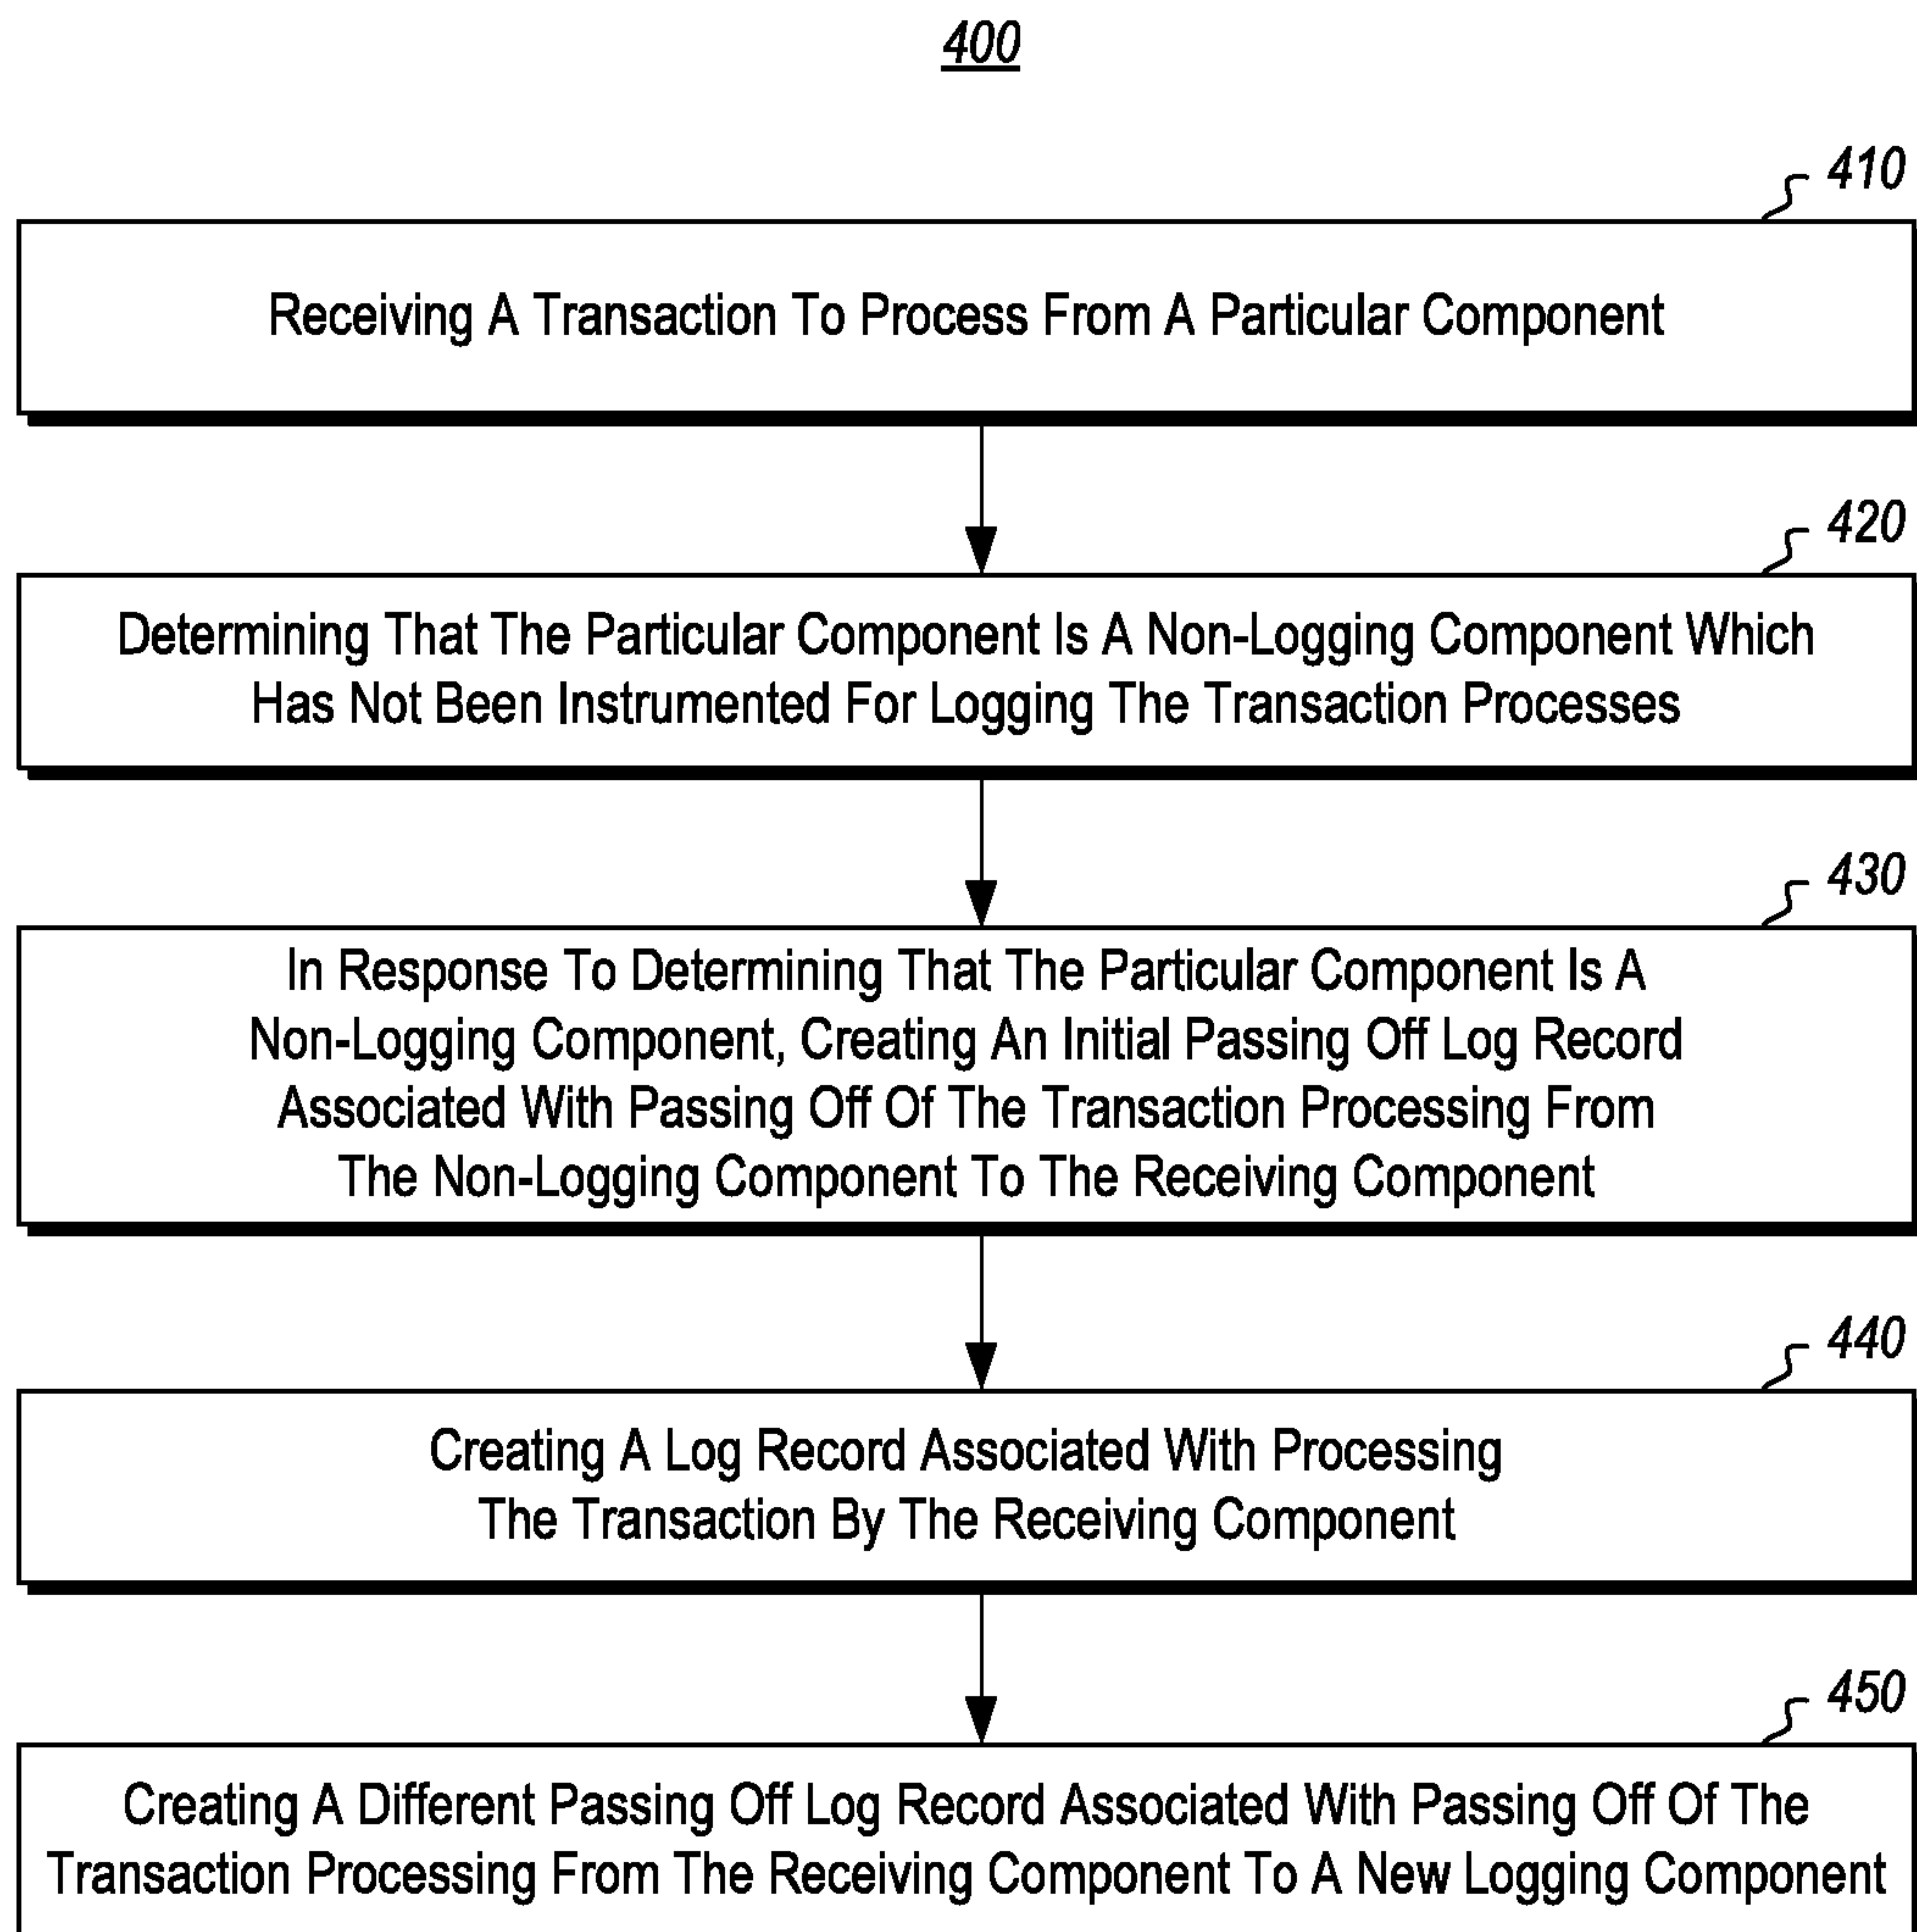 400
410
Receiving A Transaction To Process From A Particular Component
420
Determining That The Particular Component Is A Non-Logging Component Which
Has Not Been Instrumented For Logging The Transaction Processes
430
In Response To Determining That The Particular Component Is A
Non-Logging Component, Creating An Initial Passing Off Log Record
Associated With Passing Off Of The Transaction Processing From
The Non-Logging Component To The Receiving Component
440
Creating A Log Record Associated With Processing
The Transaction By The Receiving Component
450
Creating A Different Passing Off Log Record Associated With Passing Off Of The
Transaction Processing From The Receiving Component To A New Logging Component